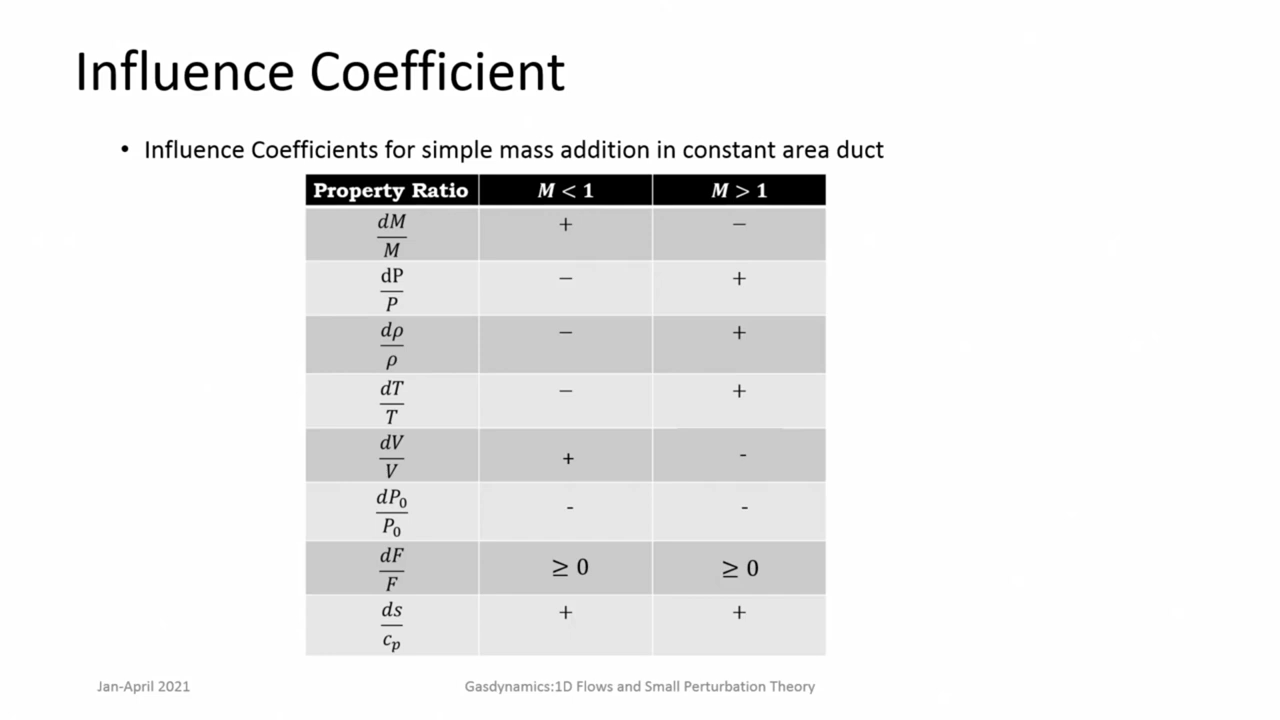 Influence Coefficient
• Influence Coefficients for simple mass addition in constant area duct
Property Ratio M < 1 M > 1
dM/M + −
dP/P − +
dρ/ρ − +
dT/T − +
dV/V + -
dP₀/P₀ - -
dF/F ≥ 0 ≥ 0
ds/cₚ + +
Jan-April 2021 Gasdynamics:1D Flows and Small Perturbation Theory